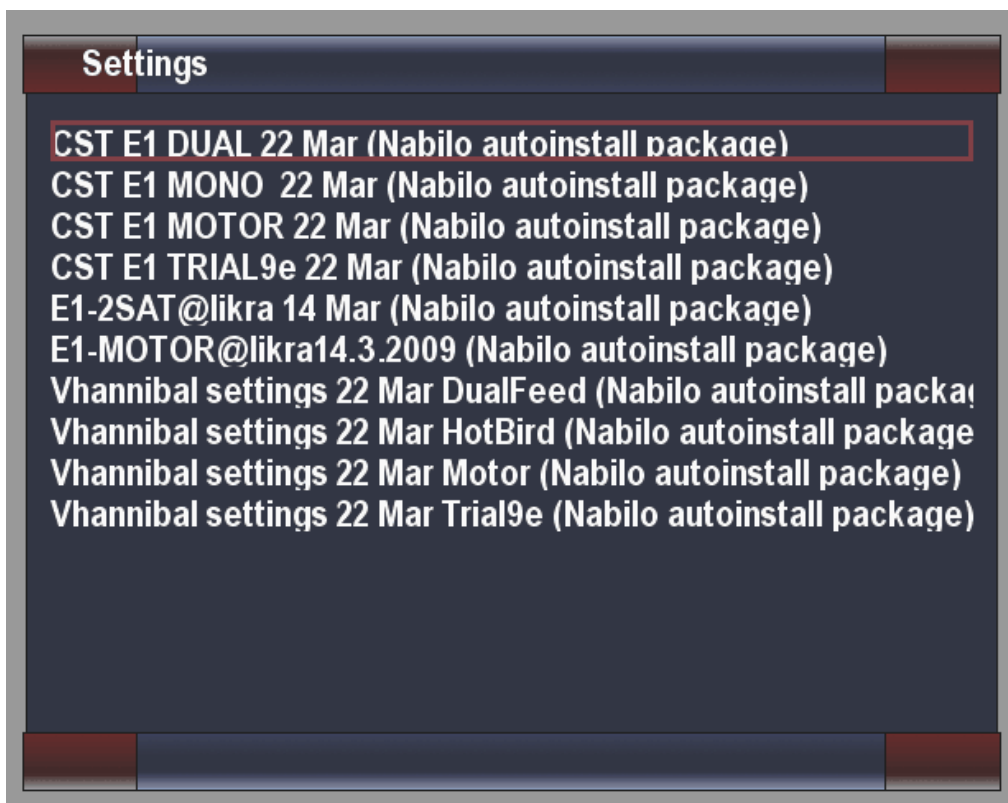 Settings
CST E1 DUAL 22 Mar (Nabilo autoinstall package)
CST E1 MONO  22 Mar (Nabilo autoinstall package)
CST E1 MOTOR 22 Mar (Nabilo autoinstall package)
CST E1 TRIAL9e 22 Mar (Nabilo autoinstall package)
E1-2SAT@likra 14 Mar (Nabilo autoinstall package)
E1-MOTOR@likra14.3.2009 (Nabilo autoinstall package)
Vhannibal settings 22 Mar DualFeed (Nabilo autoinstall packag
Vhannibal settings 22 Mar HotBird (Nabilo autoinstall package
Vhannibal settings 22 Mar Motor (Nabilo autoinstall package)
Vhannibal settings 22 Mar Trial9e (Nabilo autoinstall package)